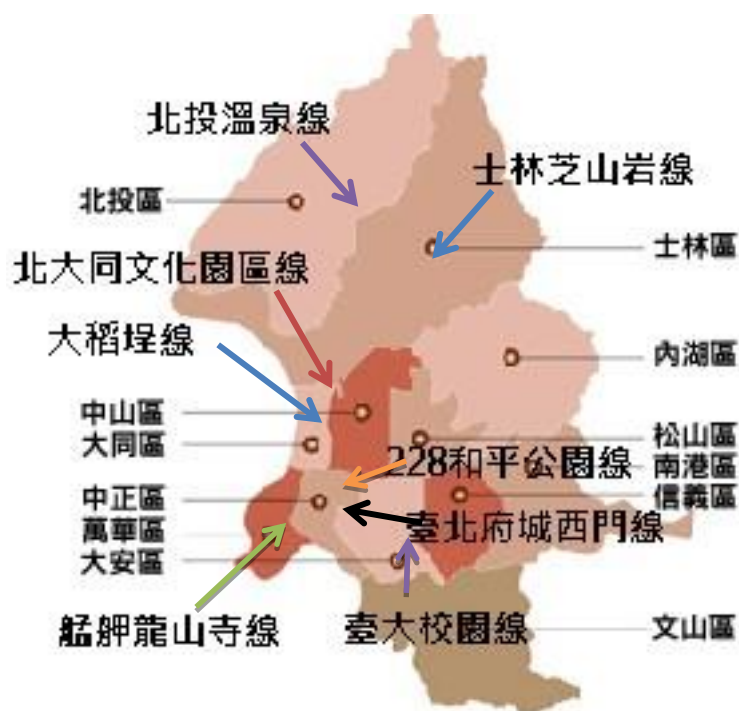 北投溫泉線
士林芝山岩線
北投區
士林區
北大同文化園區線
大稻埕線
內湖區
中山區
大同區
松山區
228和平公園線
南港區
中正區
信義區
萬華區
臺北府城西門線
大安區
艋舺龍山寺線
臺大校園線
文山區